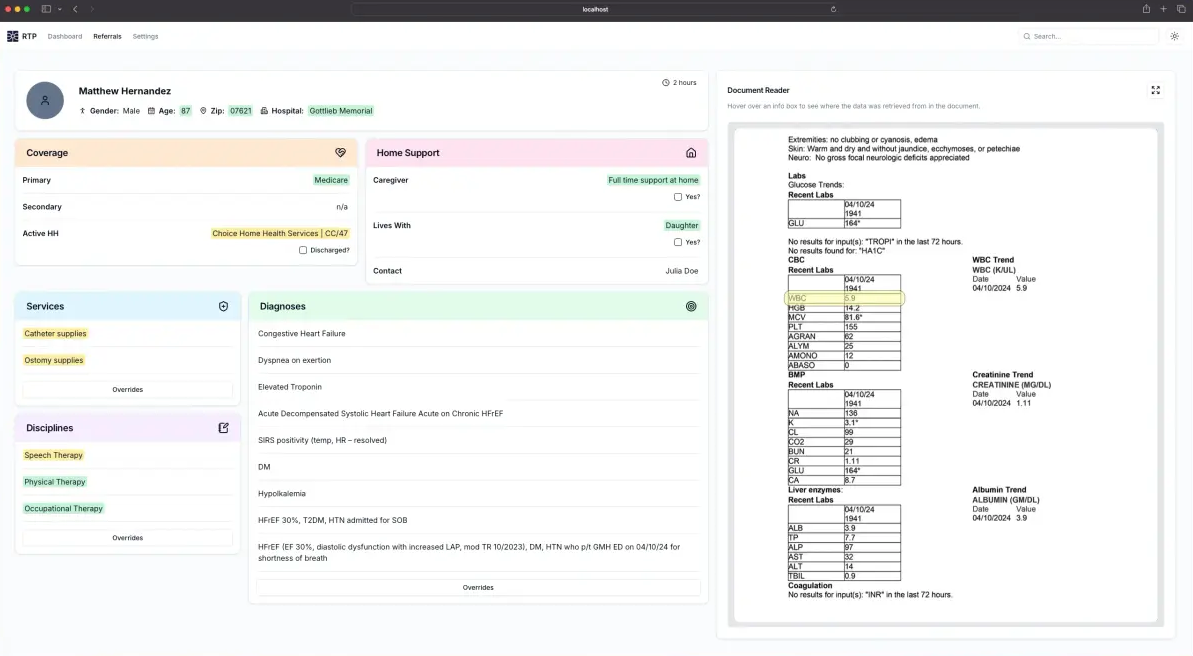 localhost
RTP Dashboard Referrals Settings
Search...
Matthew Hernandez
2 hours
Gender: Male Age: 87 Zip: 07621 Hospital: Gottlieb Memorial
Coverage
Primary Medicare
Secondary n/a
Active HH Choice Home Health Services | CC/47
Discharged?
Home Support
Caregiver Full time support at home
Yes?
Lives With Daughter
Yes?
Contact Julia Doe
Services
Catheter supplies
Ostomy supplies
Overrides
Disciplines
Speech Therapy
Physical Therapy
Occupational Therapy
Overrides
Diagnoses
Congestive Heart Failure
Dyspnea on exertion
Elevated Troponin
Acute Decompensated Systolic Heart Failure Acute on Chronic HFrEF
SIRS positivity (temp, HR – resolved)
DM
Hypolkalemia
HFrEF 30%, T2DM, HTN admitted for SOB
HFrEF (EF 30%, diastolic dysfunction with increased LAP, mod TR 10/2023), DM, HTN who p/t GMH ED on 04/10/24 for
shortness of breath
Overrides
Document Reader
Hover over an info box to see where the data was retrieved from in the document.
Extremities: no clubbing or cyanosis, edema
Skin: Warm and dry and without jaundice, ecchymoses, or petechiae
Neuro: No gross focal neurologic deficits appreciated
Labs
Glucose Trends:
Recent Labs
04/10/24
1941
GLU 164*
No results for input(s): "TROPI" in the last 72 hours.
No results found for: "HA1C"
CBC WBC Trend
Recent Labs WBC (K/UL)
04/10/24 Date Value
1941 04/10/2024 5.9
WBC 5.9
HGB 14.2
MCV 81.6*
PLT 155
AGRAN 62
ALYM 25
AMONO 12
ABASO 0
BMP Creatinine Trend
Recent Labs CREATININE (MG/DL)
04/10/24 Date Value
1941 04/10/2024 1.11
NA 136
K 3.1*
CL 99
CO2 29
BUN 21
CR 1.11
GLU 164*
CA 8.7
Liver enzymes: Albumin Trend
Recent Labs ALBUMIN (GM/DL)
04/10/24 Date Value
1941 04/10/2024 3.9
ALB 3.9
TP 7.7
ALP 97
AST 32
ALT 14
TBIL 0.9
Coagulation
No results for input(s): "INR" in the last 72 hours.